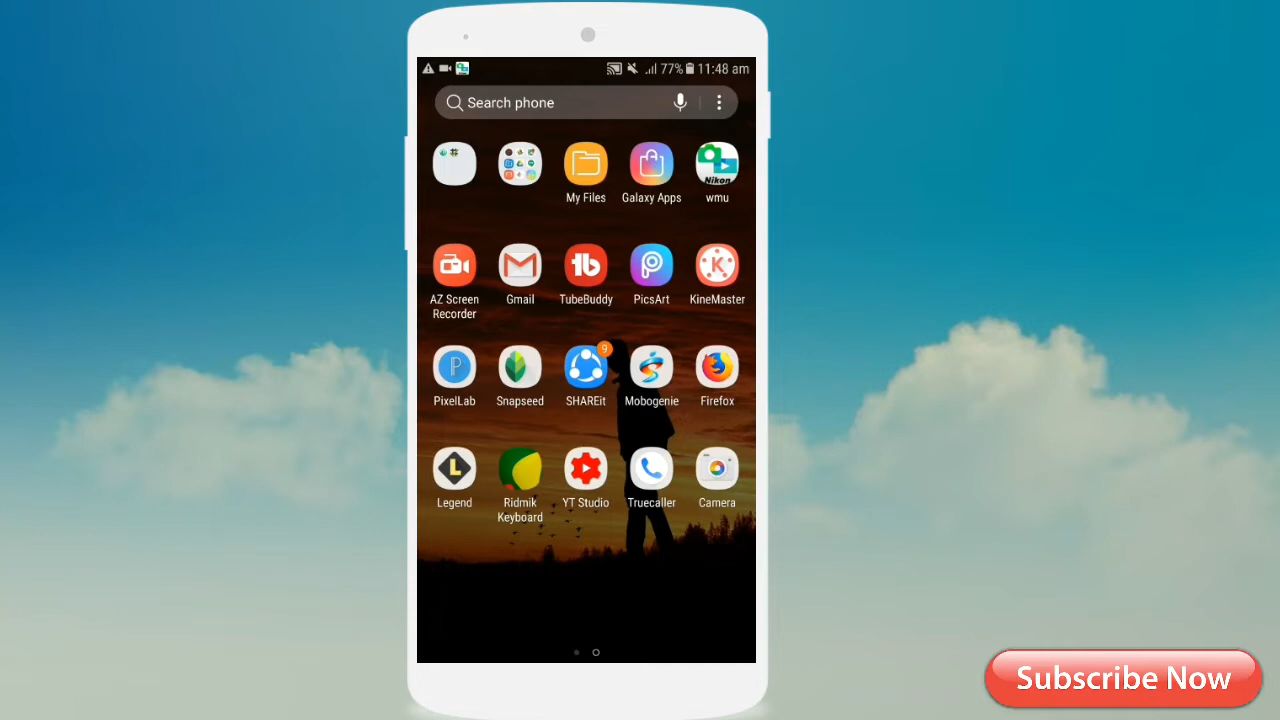 77% 11:48 am
Search phone
My Files Galaxy Apps wmu
Nikon
AZ Screen Recorder Gmail TubeBuddy PicsArt KineMaster
PixelLab Snapseed SHAREit Mobogenie Firefox
9
Legend Ridmik Keyboard YT Studio Truecaller Camera
Subscribe Now